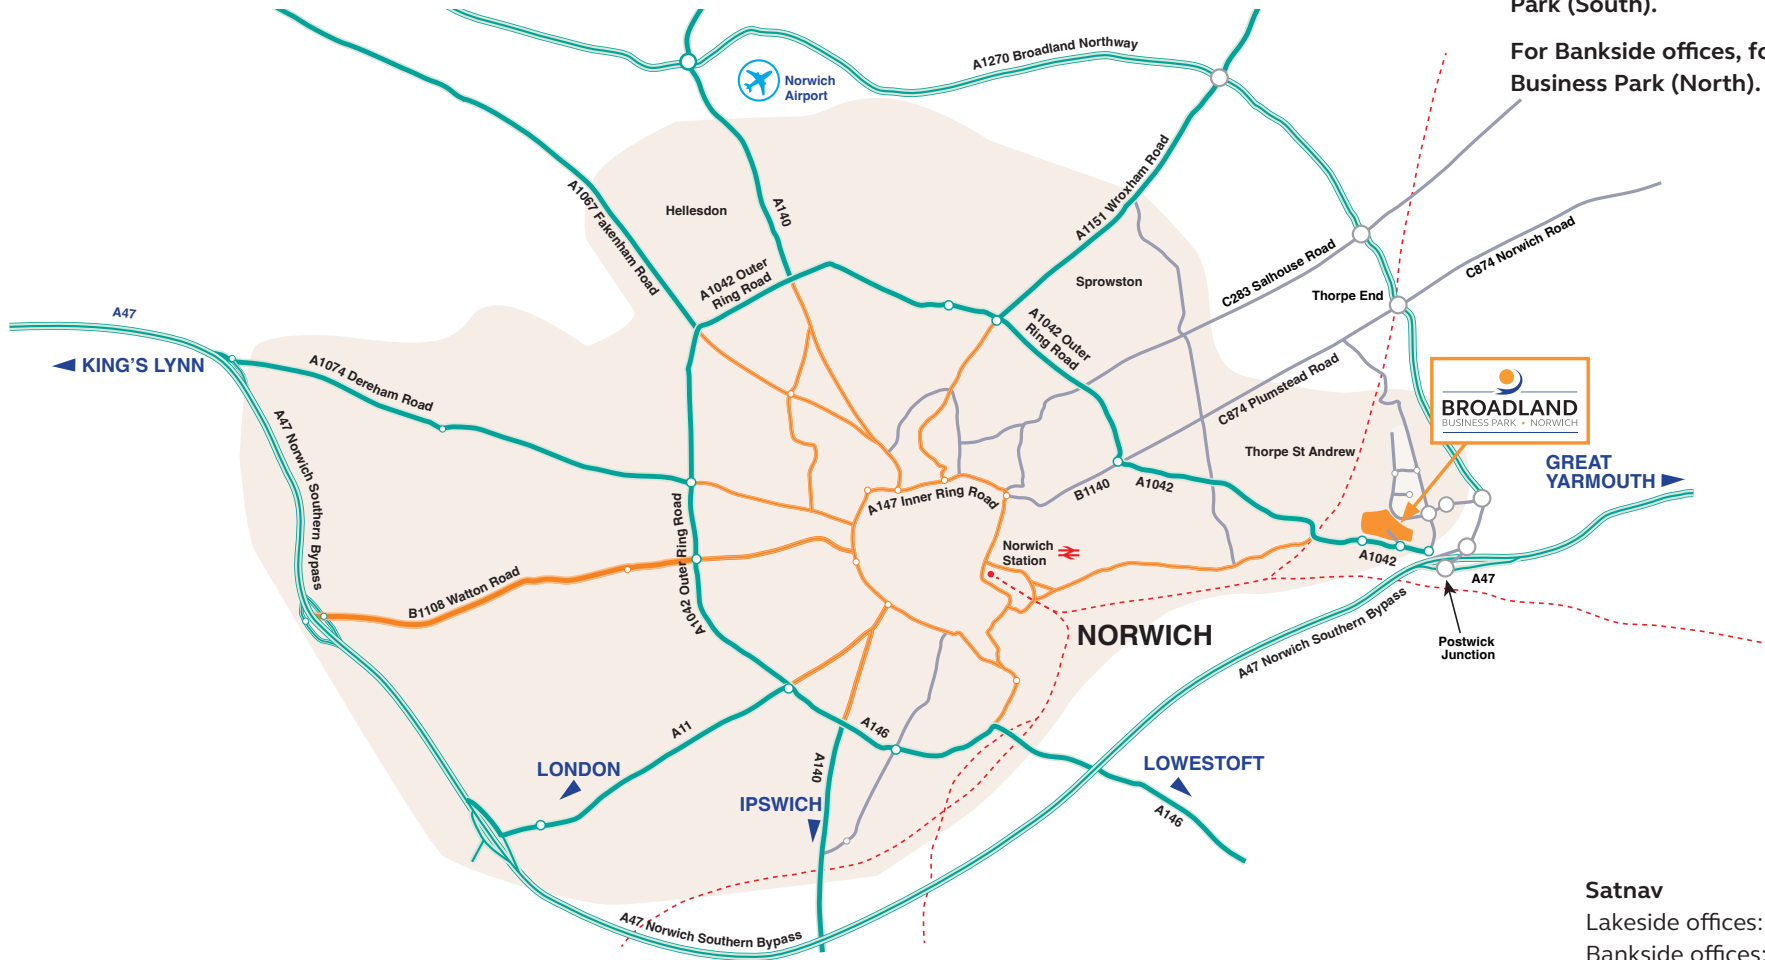 Park (South).
For Bankside offices, fo
Business Park (North).
A1270 Broadland Northway
Norwich
Airport
A1067 Fakenham Road
Hellesdon
A140
A1151 Wroxham Road
A1042 Outer
Ring Road
Sprowston
C283 Salhouse Road
C874 Norwich Road
Thorpe End
A47
KING'S LYNN
A1074 Dereham Road
A1042 Outer
Ring Road
C874 Plumstead Road
BROADLAND
BUSINESS PARK • NORWICH
A47 Norwich Southern Bypass
Thorpe St Andrew
GREAT
YARMOUTH
B1140
A1042
A147 Inner Ring Road
A1042 Outer Ring Road
Norwich
Station
A1042
A47
B1108 Watton Road
A1042
NORWICH
Postwick
Junction
A47 Norwich Southern Bypass
A11
A146
A140
LONDON
IPSWICH
LOWESTOFT
A146
A47 Norwich Southern Bypass
Satnav
Lakeside offices:
Bankside offices: